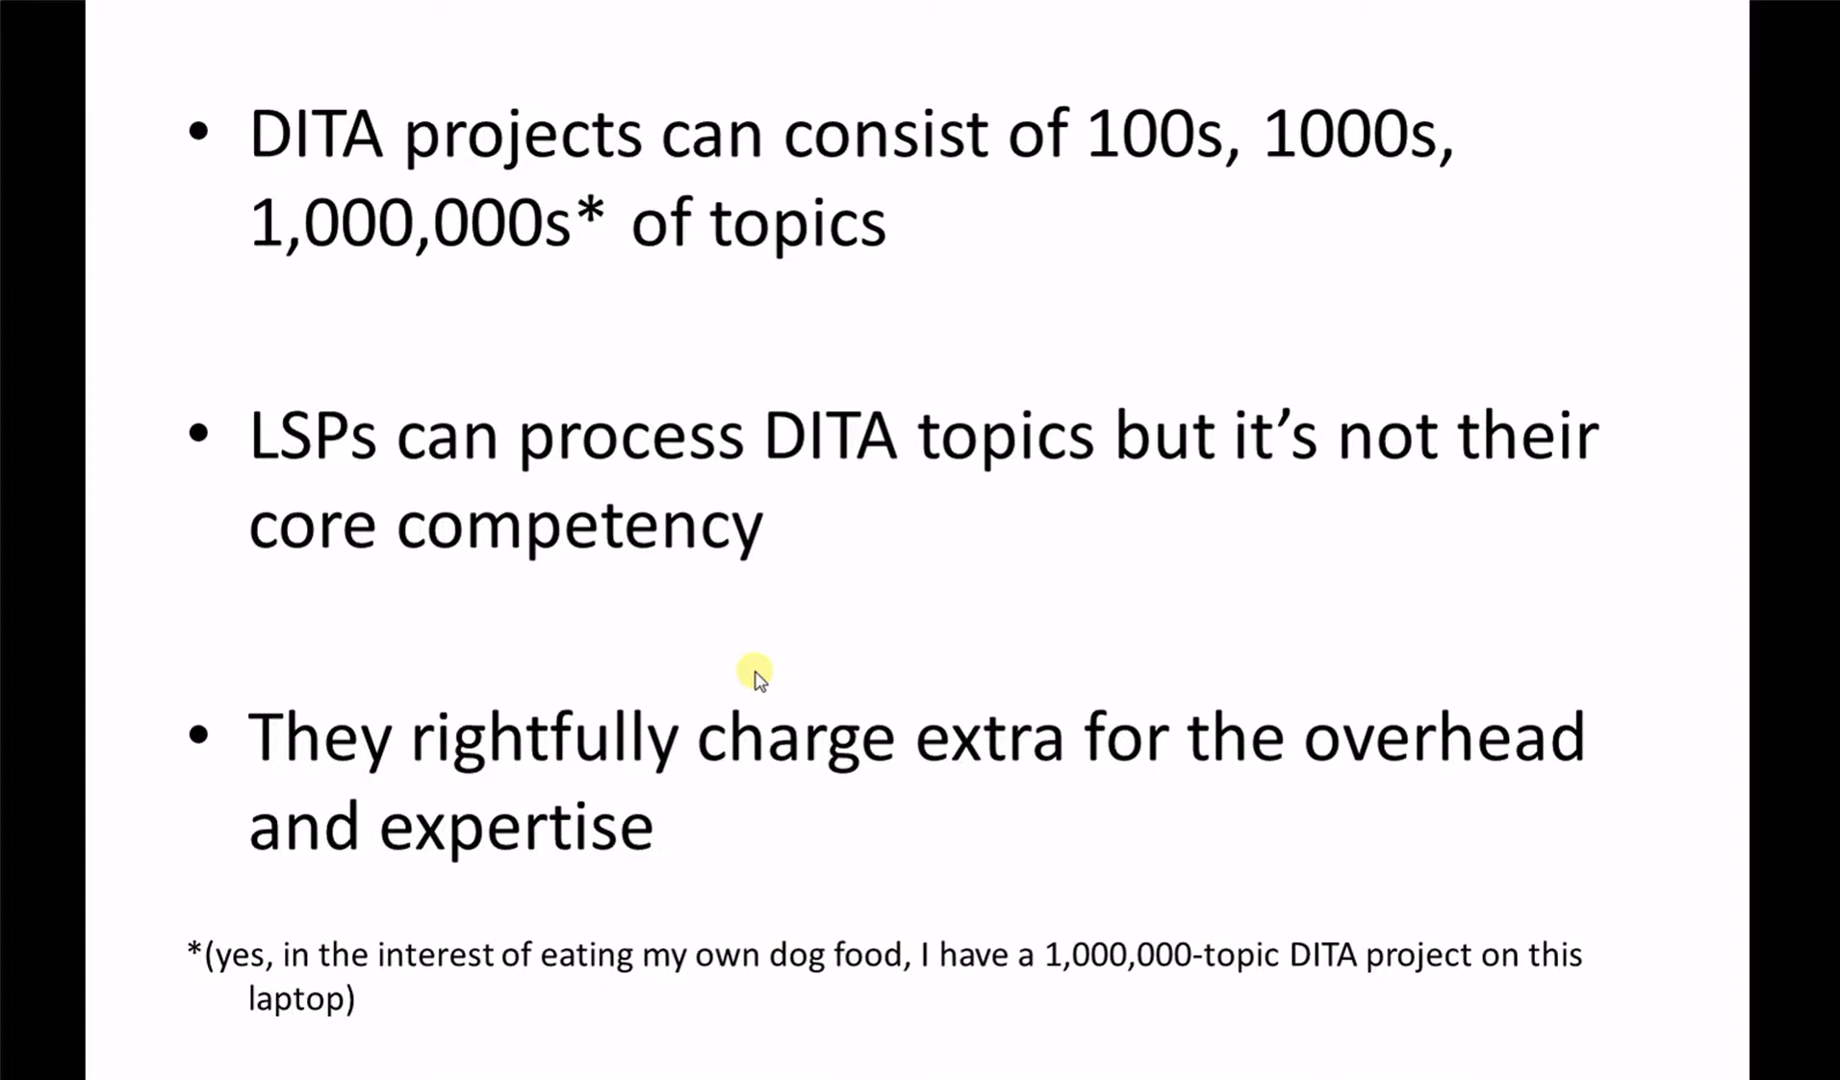 • DITA projects can consist of 100s, 1000s,
1,000,000s* of topics
• LSPs can process DITA topics but it’s not their
core competency
• They rightfully charge extra for the overhead
and expertise
*(yes, in the interest of eating my own dog food, I have a 1,000,000-topic DITA project on this
laptop)